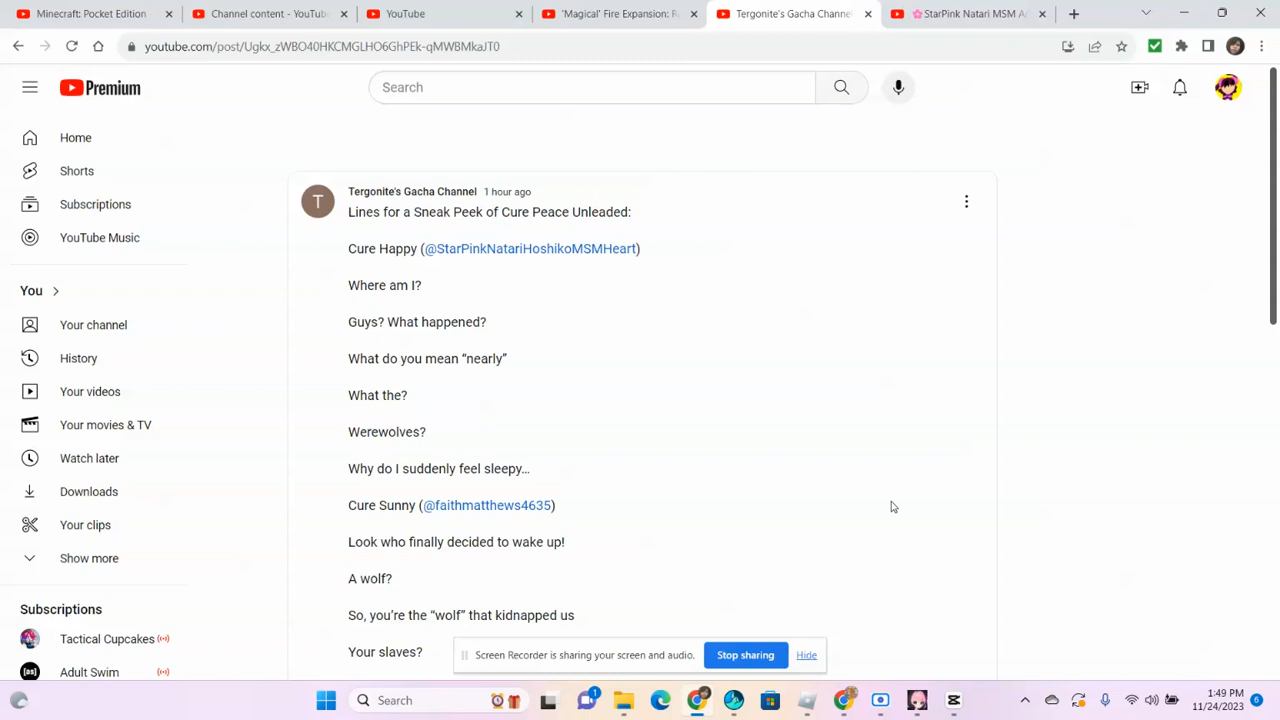 Minecraft: Pocket Edition
Channel content - YouTu
YouTube
'Magical' Fire Expansion: R
Tergonite's Gacha Channel
🌸StarPink Natari MSM A
youtube.com/post/Ugkx_zWBO40HKCMGLHO6GhPEk-qMWBMkaJT0
Premium
Search
Home
Shorts
Subscriptions
YouTube Music
You
Your channel
History
Your videos
Your movies & TV
Watch later
Downloads
Your clips
Show more
Subscriptions
Tactical Cupcakes
[as]
Adult Swim
T
Tergonite's Gacha Channel 1 hour ago
Lines for a Sneak Peek of Cure Peace Unleaded:
Cure Happy (@StarPinkNatariHoshikoMSMHeart)
Where am I?
Guys? What happened?
What do you mean “nearly”
What the?
Werewolves?
Why do I suddenly feel sleepy…
Cure Sunny (@faithmatthews4635)
Look who finally decided to wake up!
A wolf?
So, you’re the “wolf” that kidnapped us
Your slaves?
Screen Recorder is sharing your screen and audio.
Stop sharing
Hide
Search
1
1:49 PM
11/24/2023
6